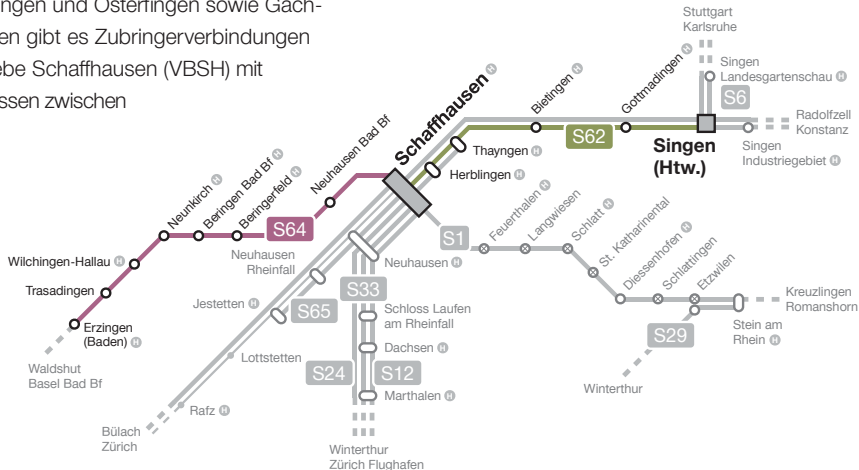 ngen und Osterfingen sowie Gäch-
en gibt es Zubringerverbindungen
ebe Schaffhausen (VBSH) mit
ssen zwischen
Stuttgart
Karlsruhe
Singen
Landesgartenschau H
S6
Radolfzell
Konstanz
Singen
Industriegebiet H
Singen
(Htw.)
Gottmadingen H
Bietingen H
S62
Thayngen H
Herblingen H
Schaffhausen H
Neuhausen Bad Bf
S64
Beringerfeld H
Beringen Bad Bf H
Neunkirch H
Wilchingen-Hallau H
Trasadingen
Erzingen
(Baden) H
Waldshut
Basel Bad Bf
Neuhausen
Rheinfall
Jestetten H
S65
Lottstetten
Rafz H
Bülach
Zürich
S33
Neuhausen H
Schloss Laufen
am Rheinfall
Dachsen H
S24
S12
Marthalen H
Winterthur
Zürich Flughafen
S1
Feuerthalen H
Langwiesen
Schlatt H
St. Katharinental
Diessenhofen H
Schlattingen
Etzwilen
Kreuzlingen
Romanshorn
Stein am
Rhein H
S29
Winterthur